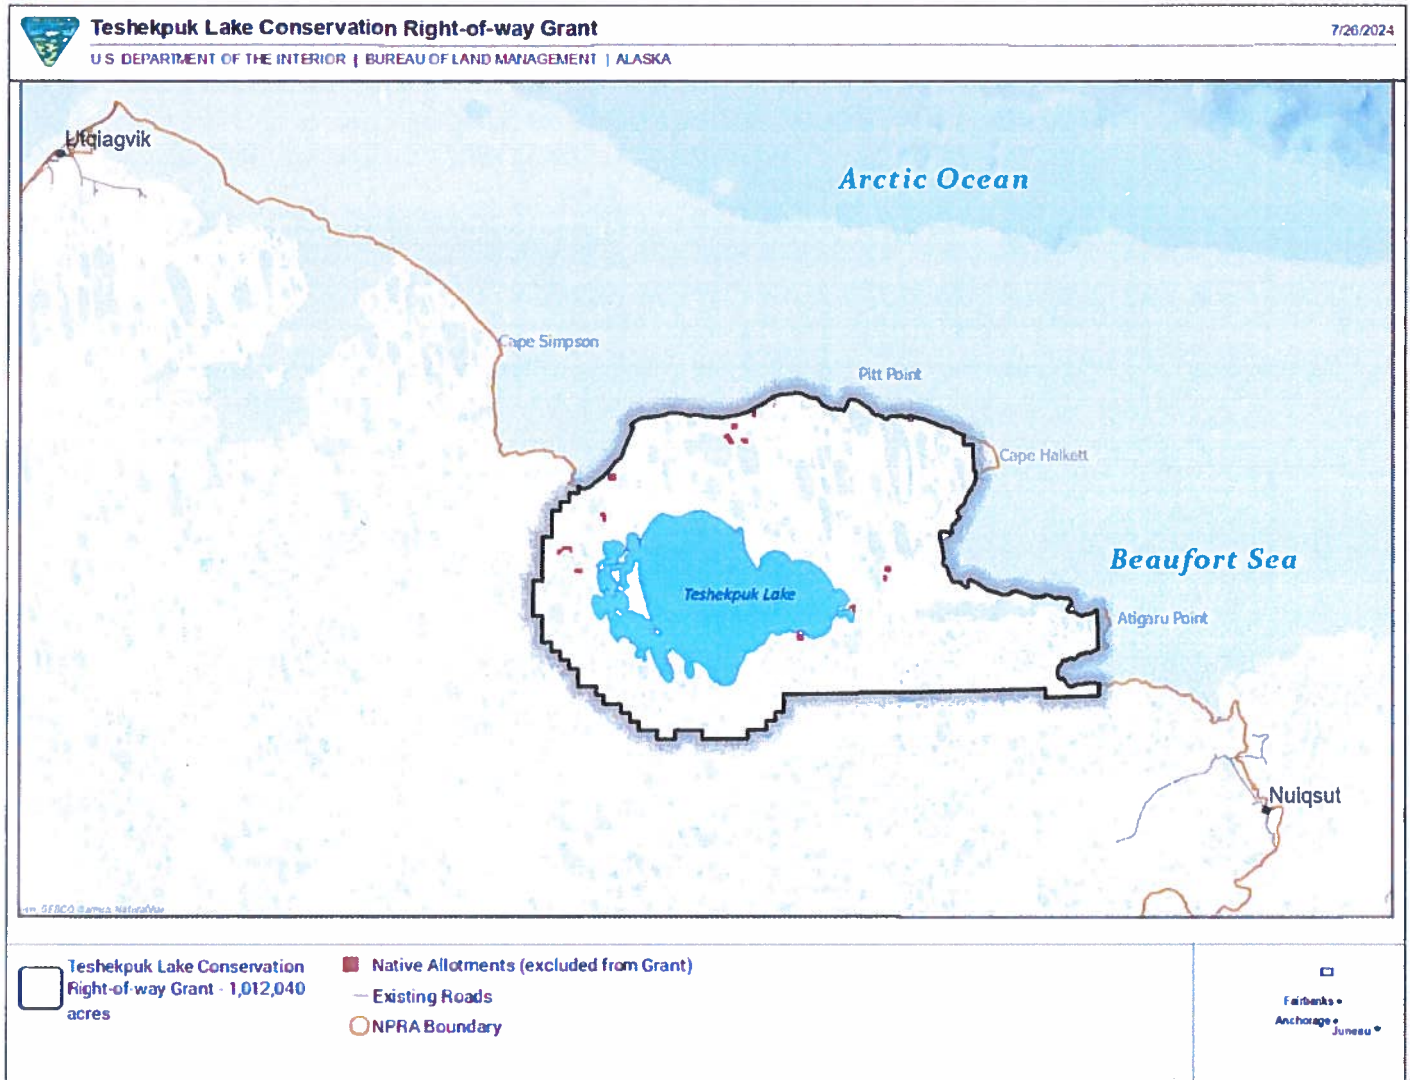 Teshekpuk Lake Conservation Right-of-way Grant
7/26/2024
U S DEPARTMENT OF THE INTERIOR | BUREAU OF LAND MANAGEMENT | ALASKA
Utqiagvik
Arctic Ocean
Cape Simpson
Pitt Point
Cape Halkett
Beaufort Sea
Teshekpuk Lake
Atigaru Point
Nuiqsut
GEBCO Garmin NaturalVue
Teshekpuk Lake Conservation
Right-of-way Grant - 1,012,040
acres
Native Allotments (excluded from Grant)
Existing Roads
NPRA Boundary
Fairbanks
Anchorage
Juneau